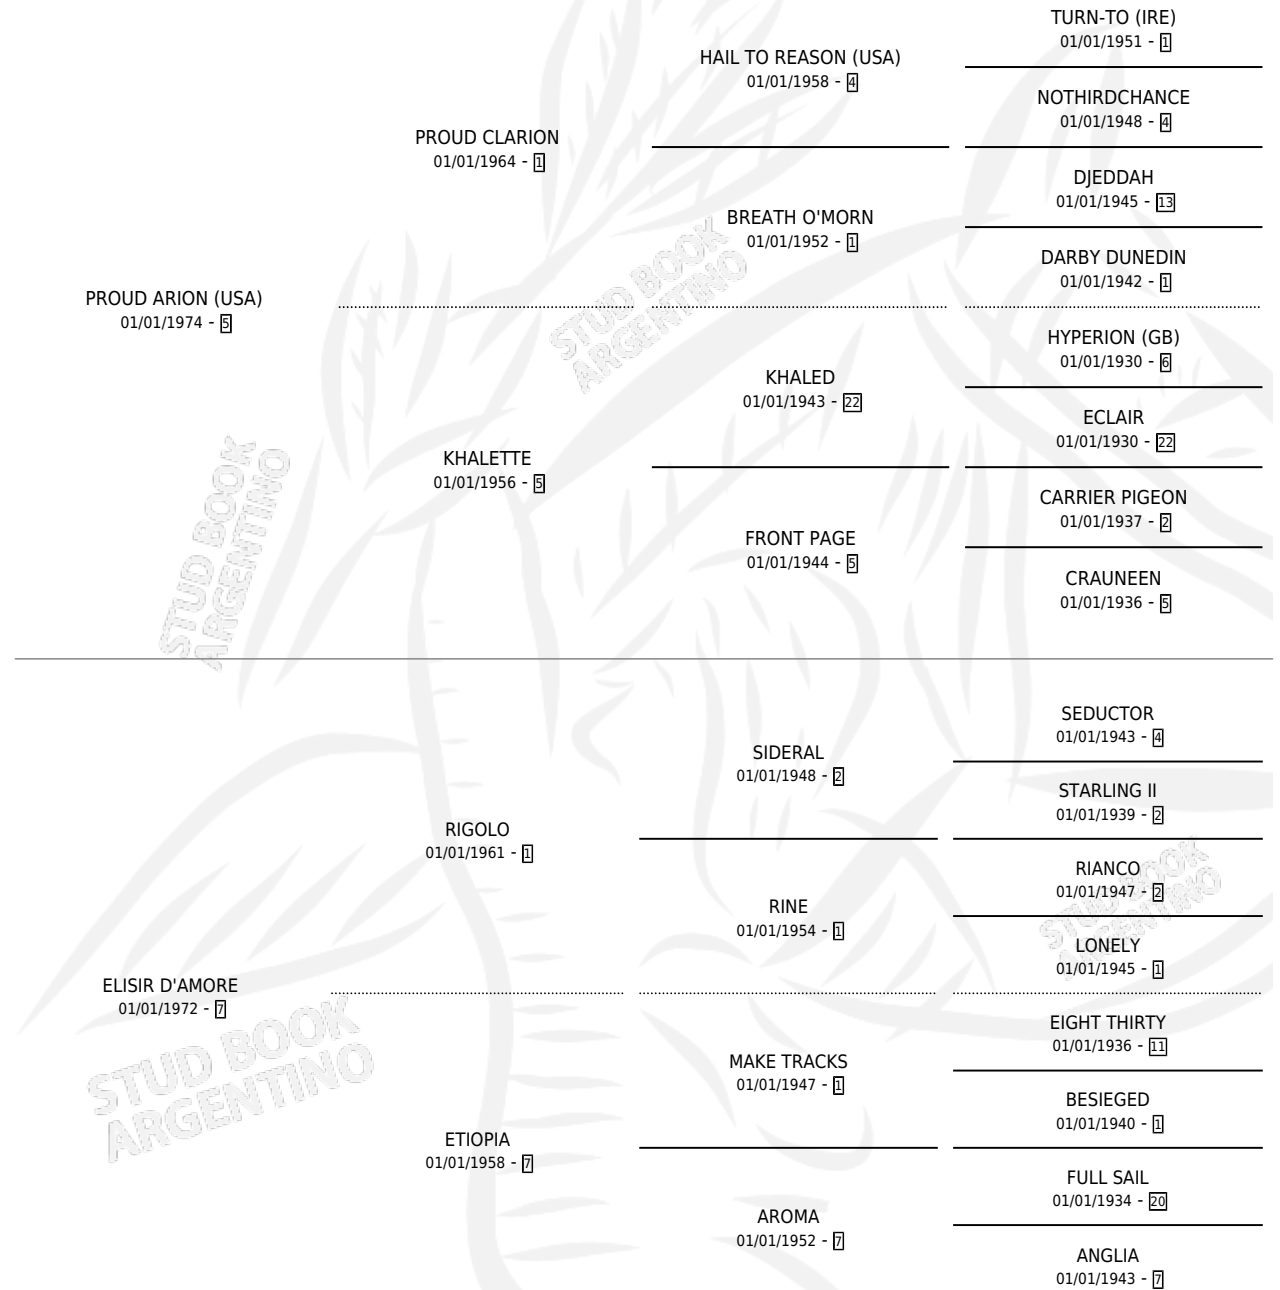 TURN-TO (IRE)
01/01/1951 - 1
HAIL TO REASON (USA)
01/01/1958 - 4
NOTHIRDCHANCE
01/01/1948 - 4
PROUD CLARION
01/01/1964 - 1
DJEDDAH
01/01/1945 - 13
BREATH O'MORN
01/01/1952 - 1
DARBY DUNEDIN
01/01/1942 - 1
PROUD ARION (USA)
01/01/1974 - 5
STUD BOOK
ARGENTINO
HYPERION (GB)
01/01/1930 - 6
KHALED
01/01/1943 - 22
ECLAIR
01/01/1930 - 22
KHALETTE
01/01/1956 - 5
CARRIER PIGEON
01/01/1937 - 2
FRONT PAGE
01/01/1944 - 5
CRAUNEEN
01/01/1936 - 5
STUD BOOK
ARGENTINO
SEDUCTOR
01/01/1943 - 4
SIDERAL
01/01/1948 - 2
STARLING II
01/01/1939 - 2
RIGOLO
01/01/1961 - 1
RIANCO
01/01/1947 - 2
STUD BOOK
ARGENTINO
RINE
01/01/1954 - 1
LONELY
01/01/1945 - 1
ELISIR D'AMORE
01/01/1972 - 7
STUD BOOK
ARGENTINO
EIGHT THIRTY
01/01/1936 - 11
MAKE TRACKS
01/01/1947 - 1
BESIEGED
01/01/1940 - 1
ETIOPIA
01/01/1958 - 7
FULL SAIL
01/01/1934 - 20
AROMA
01/01/1952 - 7
ANGLIA
01/01/1943 - 7